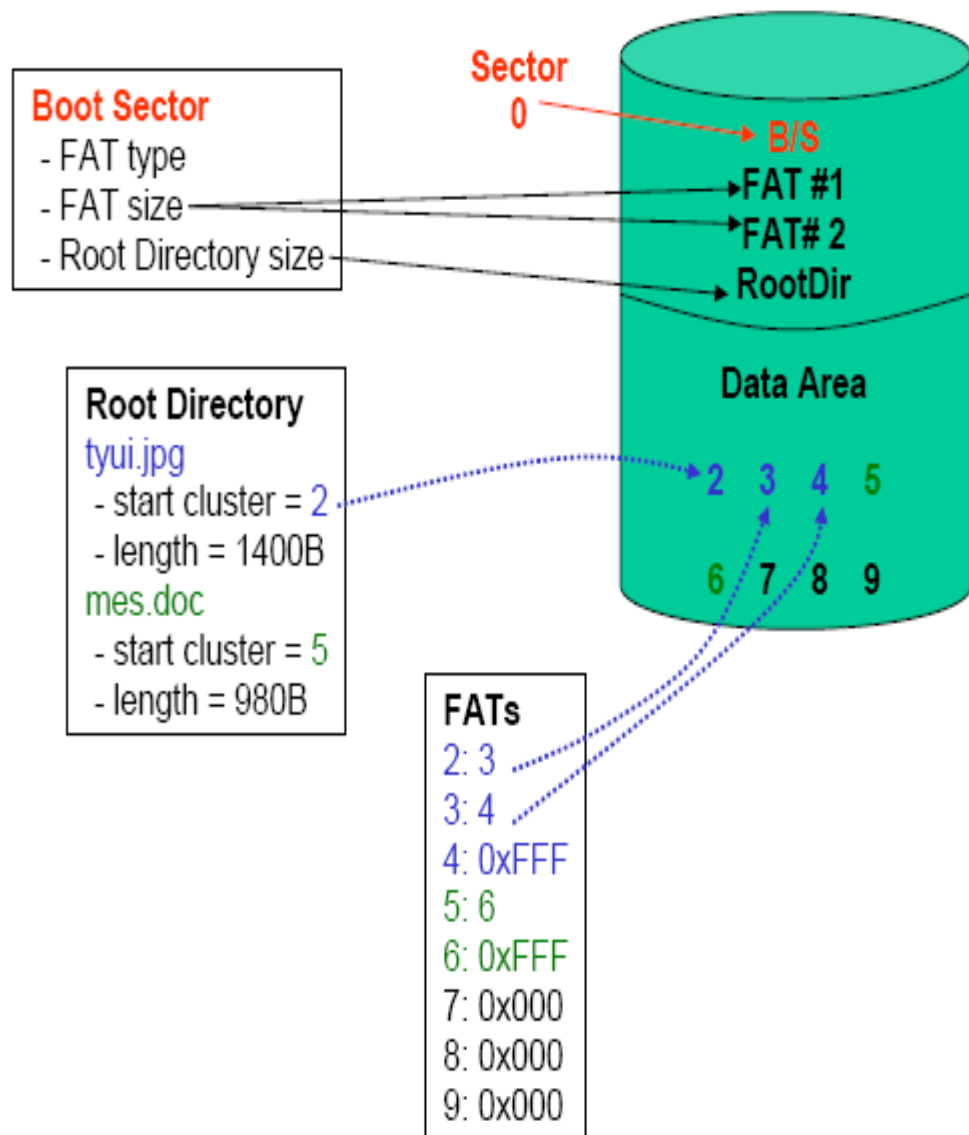 Boot Sector
- FAT type
- FAT size
- Root Directory size
Sector
0
B/S
FAT #1
FAT# 2
RootDir
Data Area
2 3 4 5
6 7 8 9
Root Directory
tyui.jpg
- start cluster = 2
- length = 1400B
mes.doc
- start cluster = 5
- length = 980B
FATs
2: 3
3: 4
4: 0xFFF
5: 6
6: 0xFFF
7: 0x000
8: 0x000
9: 0x000